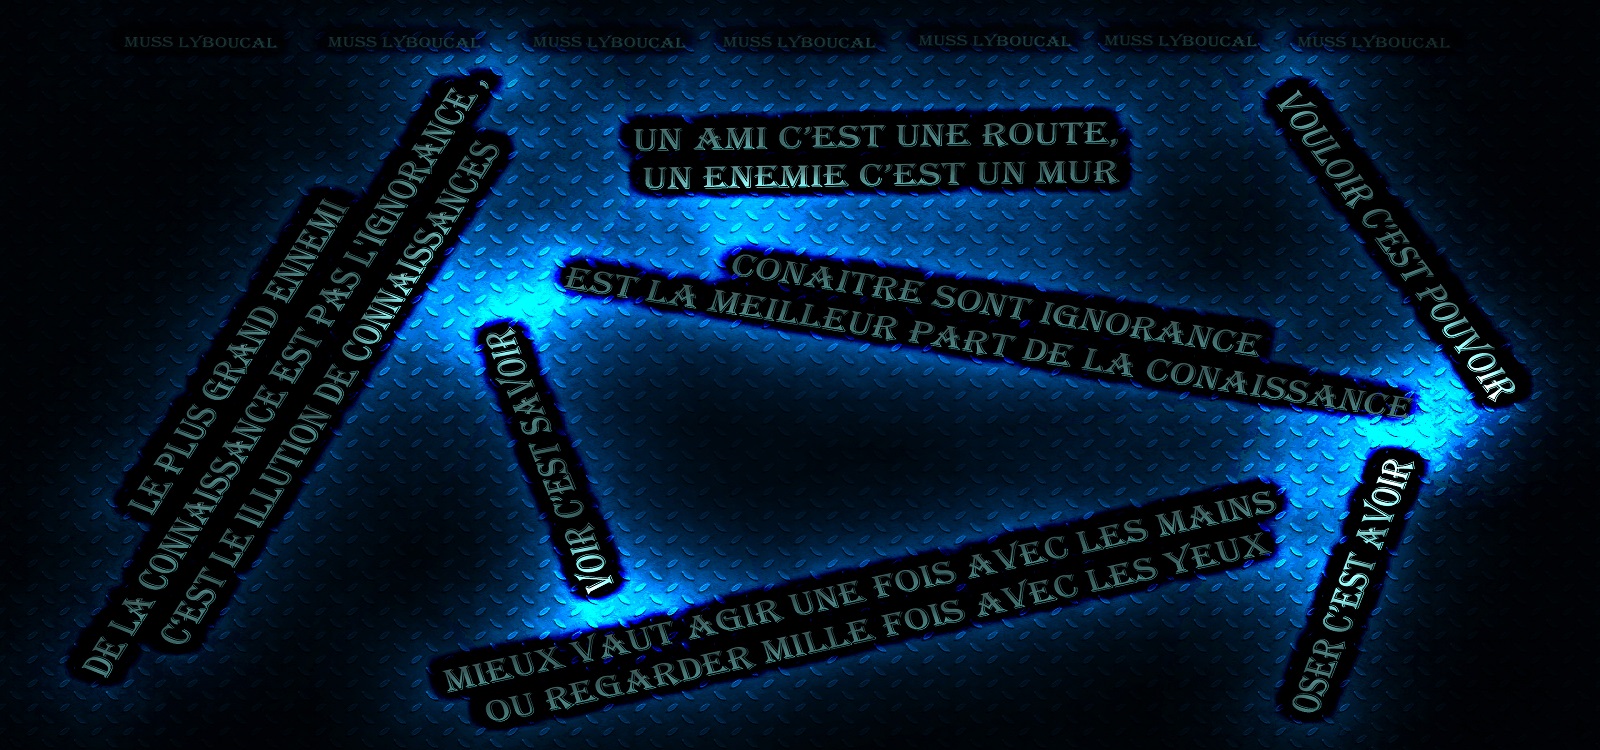 MUSS LYBOUCAL MUSS LYBOUCAL MUSS LYBOUCAL MUSS LYBOUCAL MUSS LYBOUCAL MUSS LYBOUCAL MUSS LYBOUCAL
LE PLUS GRAND ENNEMI
DE LA CONNAISSANCE EST PAS L'IGNORANCE ,
C'EST LE ILLUTION DE CONNAISSANCES
UN AMI C'EST UNE ROUTE,
UN ENEMIE C'EST UN MUR
VOULOIR C'EST POUVOIR
CONAITRE SONT IGNORANCE
EST LA MEILLEUR PART DE LA CONAISSANCE
VOIR C'EST SAVOIR
OSER C'EST AVOIR
MIEUX VAUT AGIR UNE FOIS AVEC LES MAINS
OU REGARDER MILLE FOIS AVEC LES YEUX